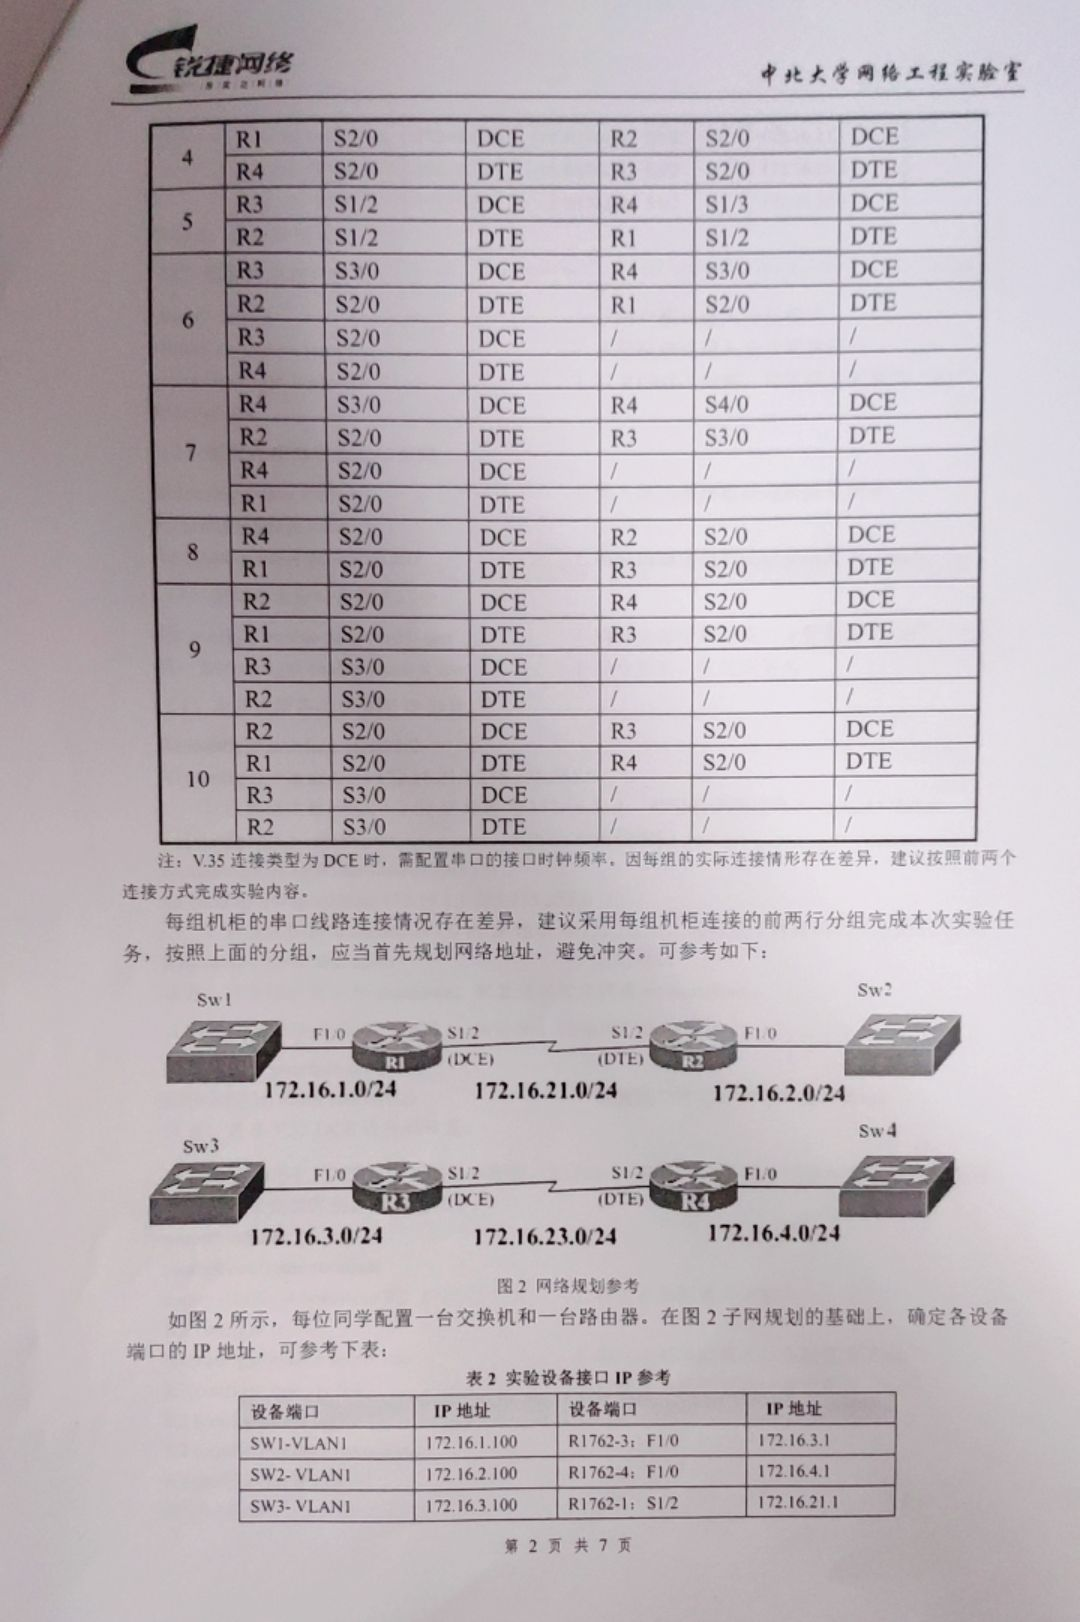 锐捷网络
中北大学网络工程实验室
4 R1 S2/0 DCE R2 S2/0 DCE
R4 S2/0 DTE R3 S2/0 DTE
5 R3 S1/2 DCE R4 S1/3 DCE
R2 S1/2 DTE R1 S1/2 DTE
6 R3 S3/0 DCE R4 S3/0 DCE
R2 S2/0 DTE R1 S2/0 DTE
R3 S2/0 DCE / / /
R4 S2/0 DTE / / /
7 R4 S3/0 DCE R4 S4/0 DCE
R2 S2/0 DTE R3 S3/0 DTE
R4 S2/0 DCE / / /
R1 S2/0 DTE / / /
8 R4 S2/0 DCE R2 S2/0 DCE
R1 S2/0 DTE R3 S2/0 DTE
9 R2 S2/0 DCE R4 S2/0 DCE
R1 S2/0 DTE R3 S2/0 DTE
R3 S3/0 DCE / / /
R2 S3/0 DTE / / /
10 R2 S2/0 DCE R3 S2/0 DCE
R1 S2/0 DTE R4 S2/0 DTE
R3 S3/0 DCE / / /
R2 S3/0 DTE / / /
注：V.35 连接类型为 DCE 时，需配置串口的接口时钟频率。因每组的实际连接情形存在差异，建议按照前两个
连接方式完成实验内容。
每组机柜的串口线路连接情况存在差异，建议采用每组机柜连接的前两行分组完成本次实验任
务，按照上面的分组，应当首先规划网络地址，避免冲突。可参考如下：
Sw1 Sw2
F1/0 S1/2 S1/2 F1/0
R1 (DCE) (DTE) R2
172.16.1.0/24 172.16.21.0/24 172.16.2.0/24
Sw3 Sw4
F1/0 S1/2 S1/2 F1/0
R3 (DCE) (DTE) R4
172.16.3.0/24 172.16.23.0/24 172.16.4.0/24
图 2 网络规划参考
如图 2 所示，每位同学配置一台交换机和一台路由器。在图 2 子网规划的基础上，确定各设备
端口的 IP 地址，可参考下表：
表 2 实验设备接口 IP 参考
设备端口 IP 地址 设备端口 IP 地址
SW1-VLAN1 172.16.1.100 R1762-3：F1/0 172.16.3.1
SW2- VLAN1 172.16.2.100 R1762-4：F1/0 172.16.4.1
SW3- VLAN1 172.16.3.100 R1762-1：S1/2 172.16.21.1
第 2 页 共 7 页